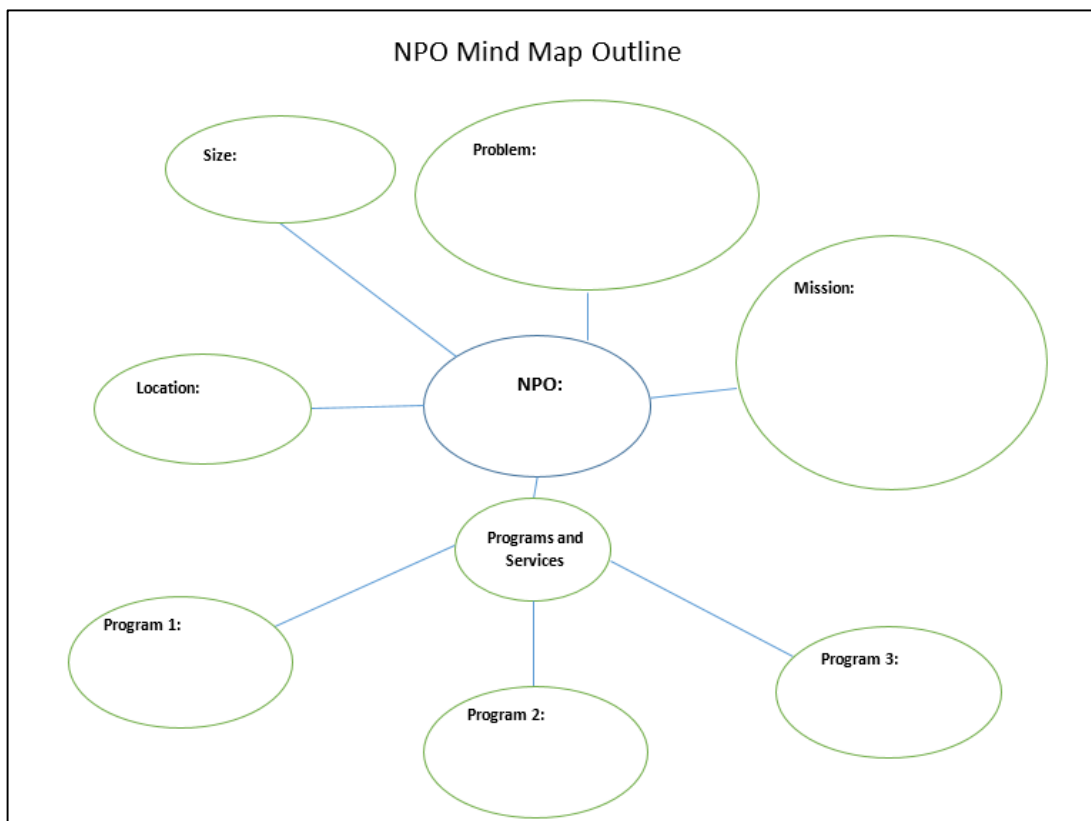 NPO Mind Map Outline
Size:
Problem:
Mission:
Location:
NPO:
Programs and
Services
Program 1:
Program 2:
Program 3: